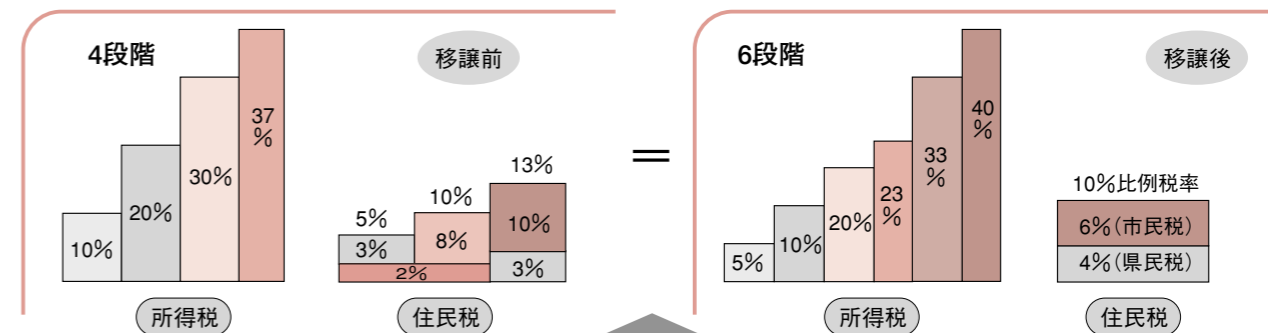 4段階
移譲前
37%
30%
20%
10%
13%
10%
5%
10%
8%
3%
2%
3%
所得税
住民税
=
6段階
移譲後
40%
33%
23%
20%
10%
5%
10%比例税率
6%(市民税)
4%(県民税)
所得税
住民税